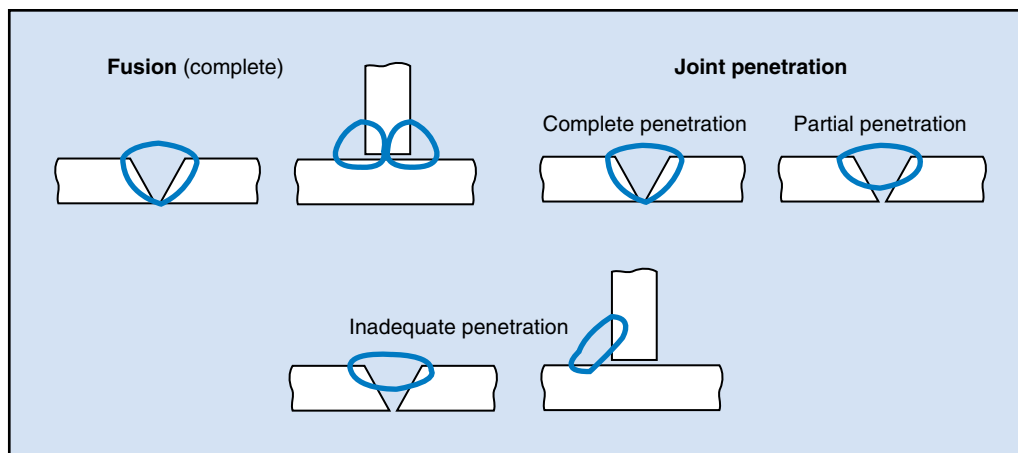 Fusion (complete)
Joint penetration
Complete penetration
Partial penetration
Inadequate penetration